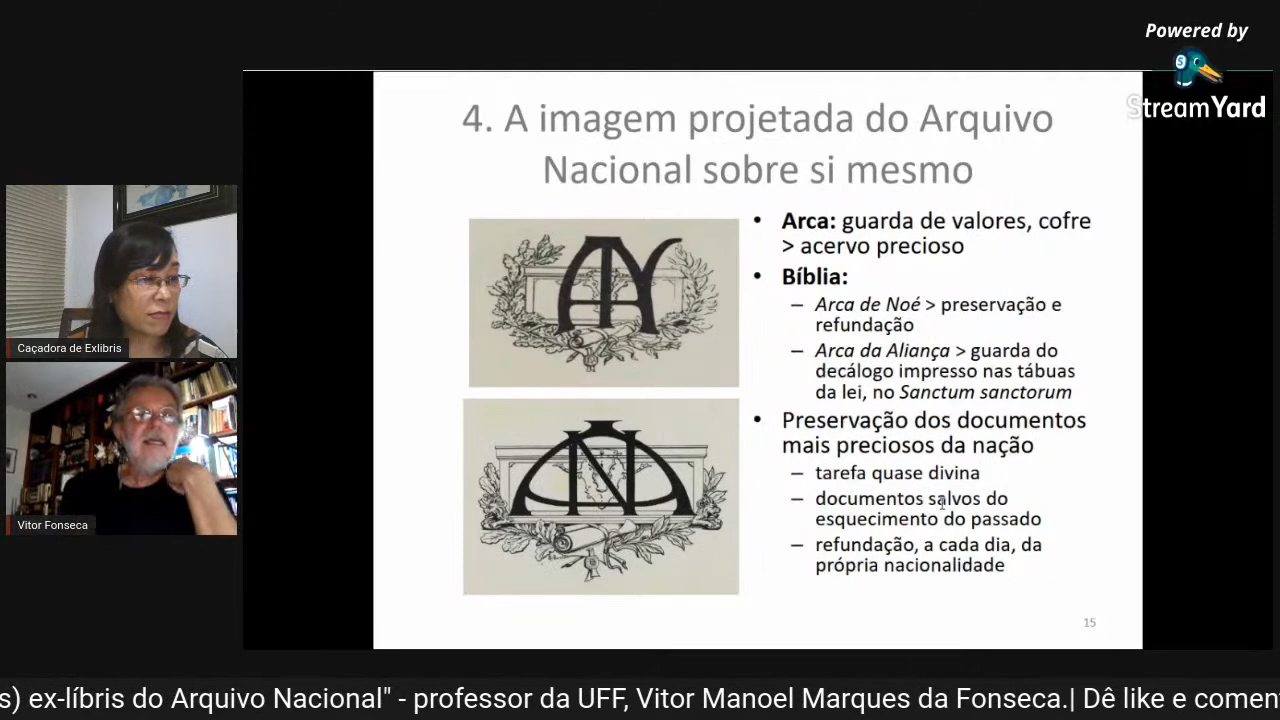 Powered by
StreamYard
4. A imagem projetada do Arquivo
Nacional sobre si mesmo
• Arca: guarda de valores, cofre
> acervo precioso
• Bíblia:
– Arca de Noé > preservação e
refundação
– Arca da Aliança > guarda do
decálogo impresso nas tábuas
da lei, no Sanctum sanctorum
• Preservação dos documentos
mais preciosos da nação
– tarefa quase divina
– documentos salvos do
esquecimento do passado
– refundação, a cada dia, da
própria nacionalidade
15
Caçadora de Exlibris
Vitor Fonseca
s) ex-líbris do Arquivo Nacional" - professor da UFF, Vitor Manoel Marques da Fonseca.| Dê like e comen